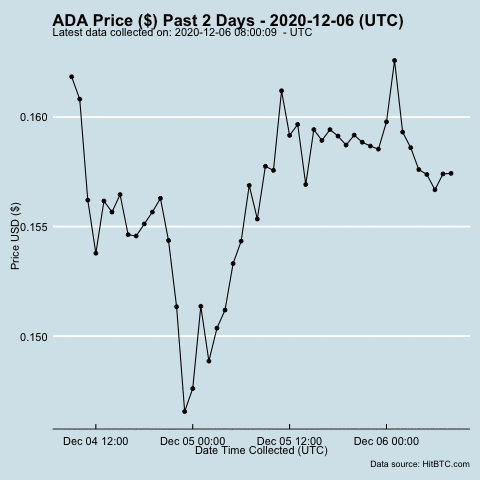 ADA Price ($) Past 2 Days - 2020-12-06 (UTC)
Latest data collected on: 2020-12-06 08:00:09 - UTC
0.160
0.155
0.150
Price USD ($)
Dec 04 12:00 Dec 05 00:00 Dec 05 12:00 Dec 06 00:00
Date Time Collected (UTC)
Data source: HitBTC.com